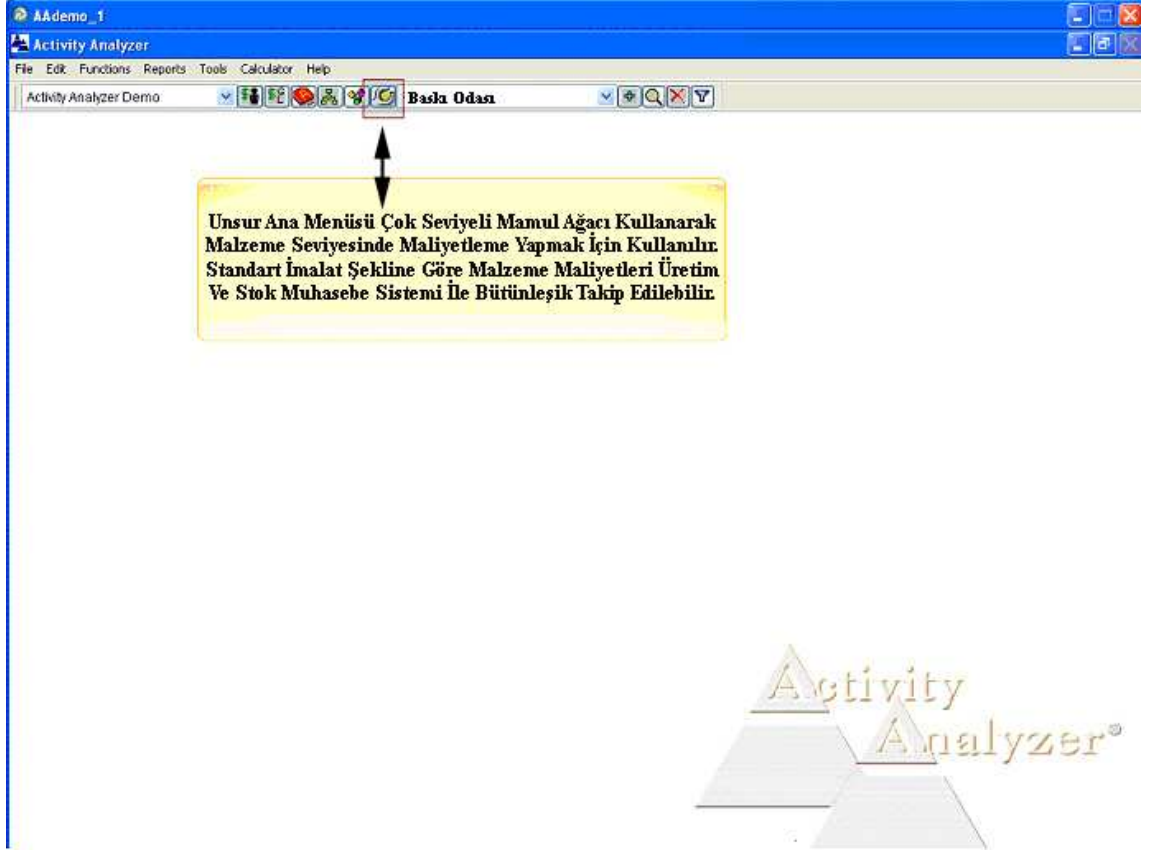 AAdemo_1
Activity Analyzer
File Edit Functions Reports Tools Calculator Help
Activity Analyzer Demo Baskı Odası
Unsur Ana Menüsü Çok Seviyeli Mamul Ağacı Kullanarak
Malzeme Seviyesinde Maliyetleme Yapmak İçin Kullanılır.
Standart İmalat Şekline Göre Malzeme Maliyetleri Üretim
Ve Stok Muhasebe Sistemi İle Bütünleşik Takip Edilebilir.
Activity
Analyzer®